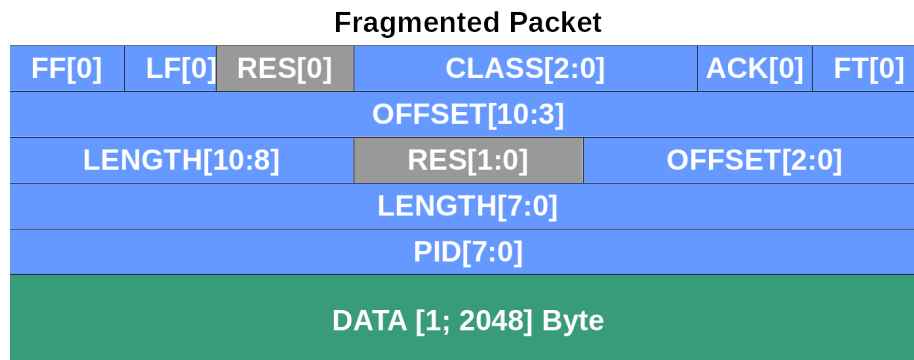 Fragmented Packet
FF[0] LF[0] RES[0] CLASS[2:0] ACK[0] FT[0]
OFFSET[10:3]
LENGTH[10:8] RES[1:0] OFFSET[2:0]
LENGTH[7:0]
PID[7:0]
DATA [1; 2048] Byte